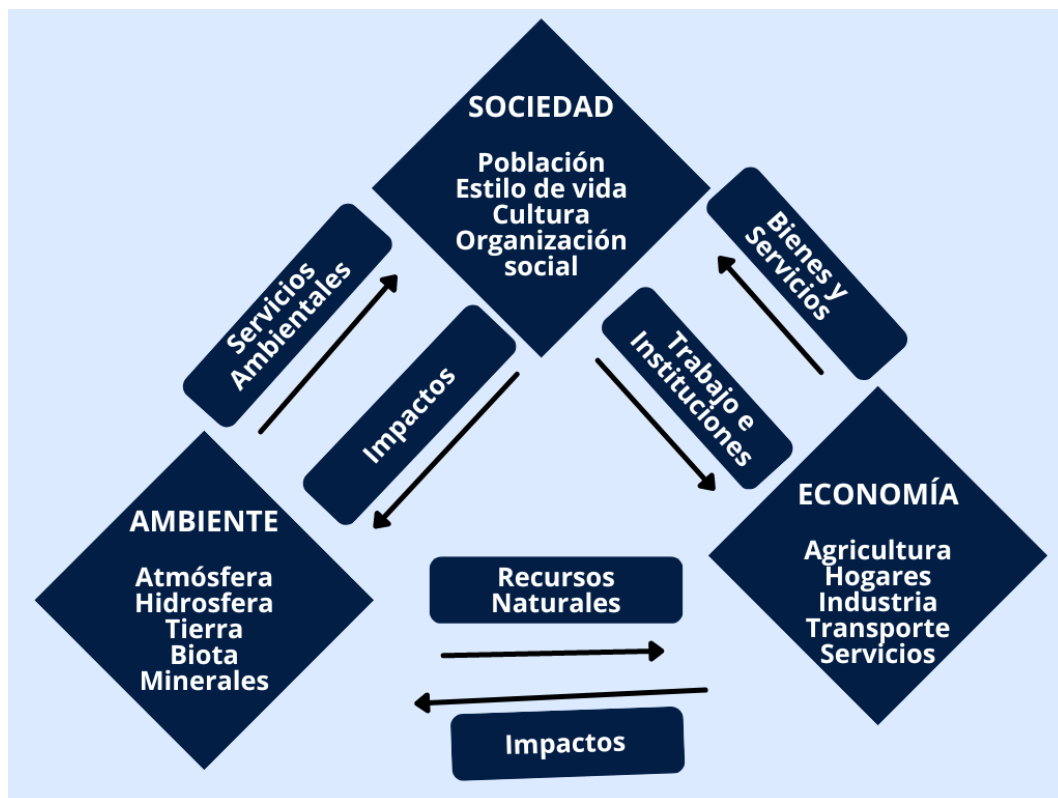 SOCIEDAD
Población
Estilo de vida
Cultura
Organización
social
Servicios
Ambientales
Impactos
Bienes y
Servicios
Trabajo e
Instituciones
AMBIENTE
Atmósfera
Hidrosfera
Tierra
Biota
Minerales
ECONOMÍA
Agricultura
Hogares
Industria
Transporte
Servicios
Recursos
Naturales
Impactos